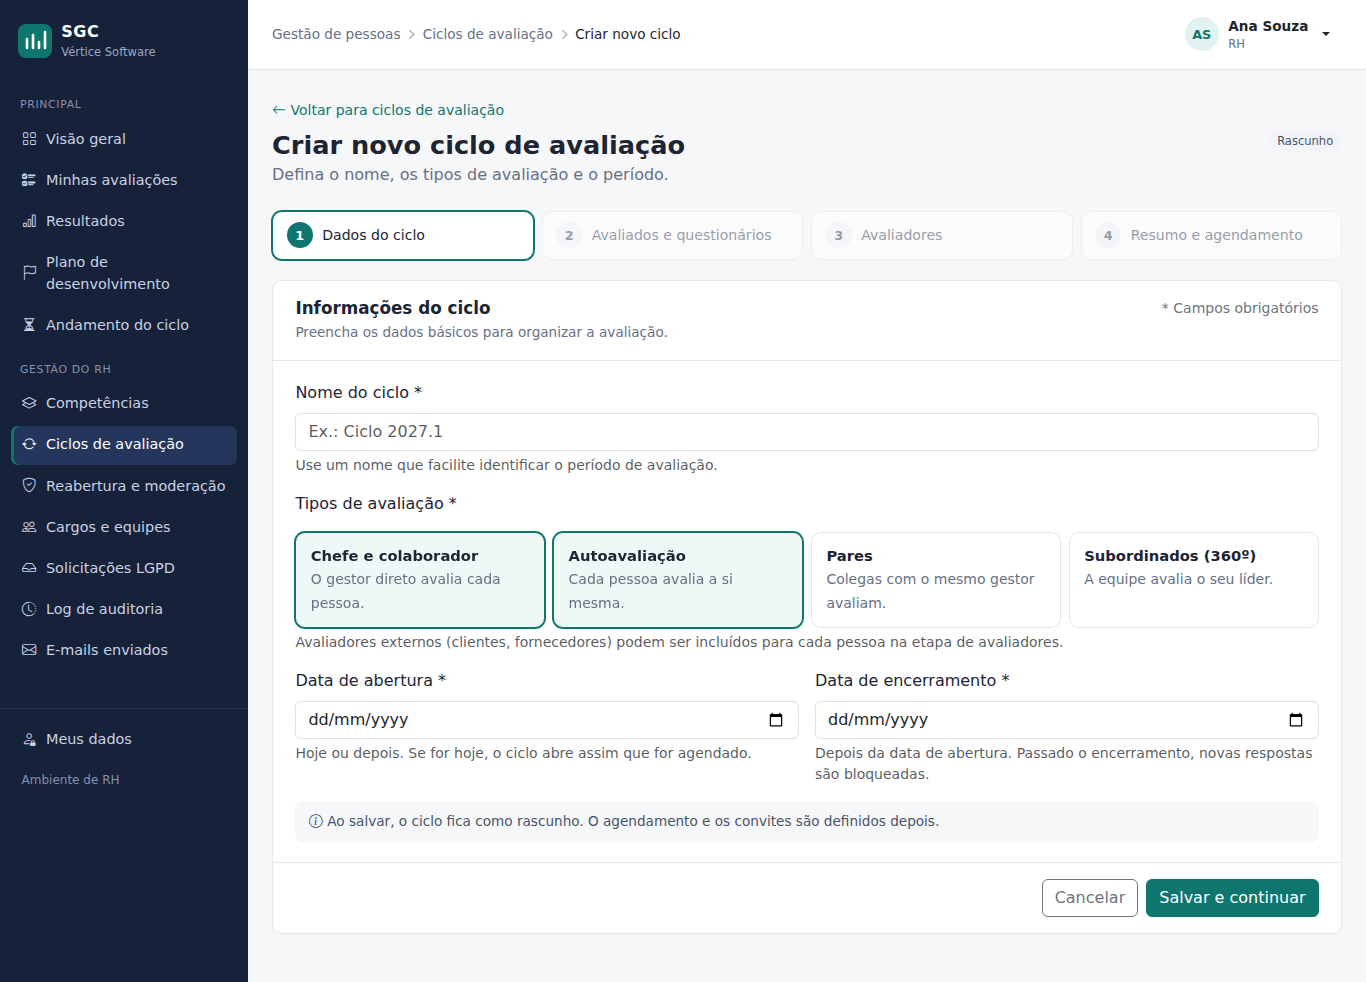 SGC
Vértice Software
PRINCIPAL
Visão geral
Minhas avaliações
Resultados
Plano de
desenvolvimento
Andamento do ciclo
GESTÃO DO RH
Competências
Ciclos de avaliação
Reabertura e moderação
Cargos e equipes
Solicitações LGPD
Log de auditoria
E-mails enviados
Meus dados
Ambiente de RH
Gestão de pessoas > Ciclos de avaliação > Criar novo ciclo
AS
Ana Souza
RH
← Voltar para ciclos de avaliação
Criar novo ciclo de avaliação
Rascunho
Defina o nome, os tipos de avaliação e o período.
1 Dados do ciclo
2 Avaliados e questionários
3 Avaliadores
4 Resumo e agendamento
Informações do ciclo
* Campos obrigatórios
Preencha os dados básicos para organizar a avaliação.
Nome do ciclo *
Ex.: Ciclo 2027.1
Use um nome que facilite identificar o período de avaliação.
Tipos de avaliação *
Chefe e colaborador
O gestor direto avalia cada
pessoa.
Autoavaliação
Cada pessoa avalia a si
mesma.
Pares
Colegas com o mesmo gestor
avaliam.
Subordinados (360º)
A equipe avalia o seu líder.
Avaliadores externos (clientes, fornecedores) podem ser incluídos para cada pessoa na etapa de avaliadores.
Data de abertura *
dd/mm/yyyy
Hoje ou depois. Se for hoje, o ciclo abre assim que for agendado.
Data de encerramento *
dd/mm/yyyy
Depois da data de abertura. Passado o encerramento, novas respostas
são bloqueadas.
Ao salvar, o ciclo fica como rascunho. O agendamento e os convites são definidos depois.
Cancelar
Salvar e continuar